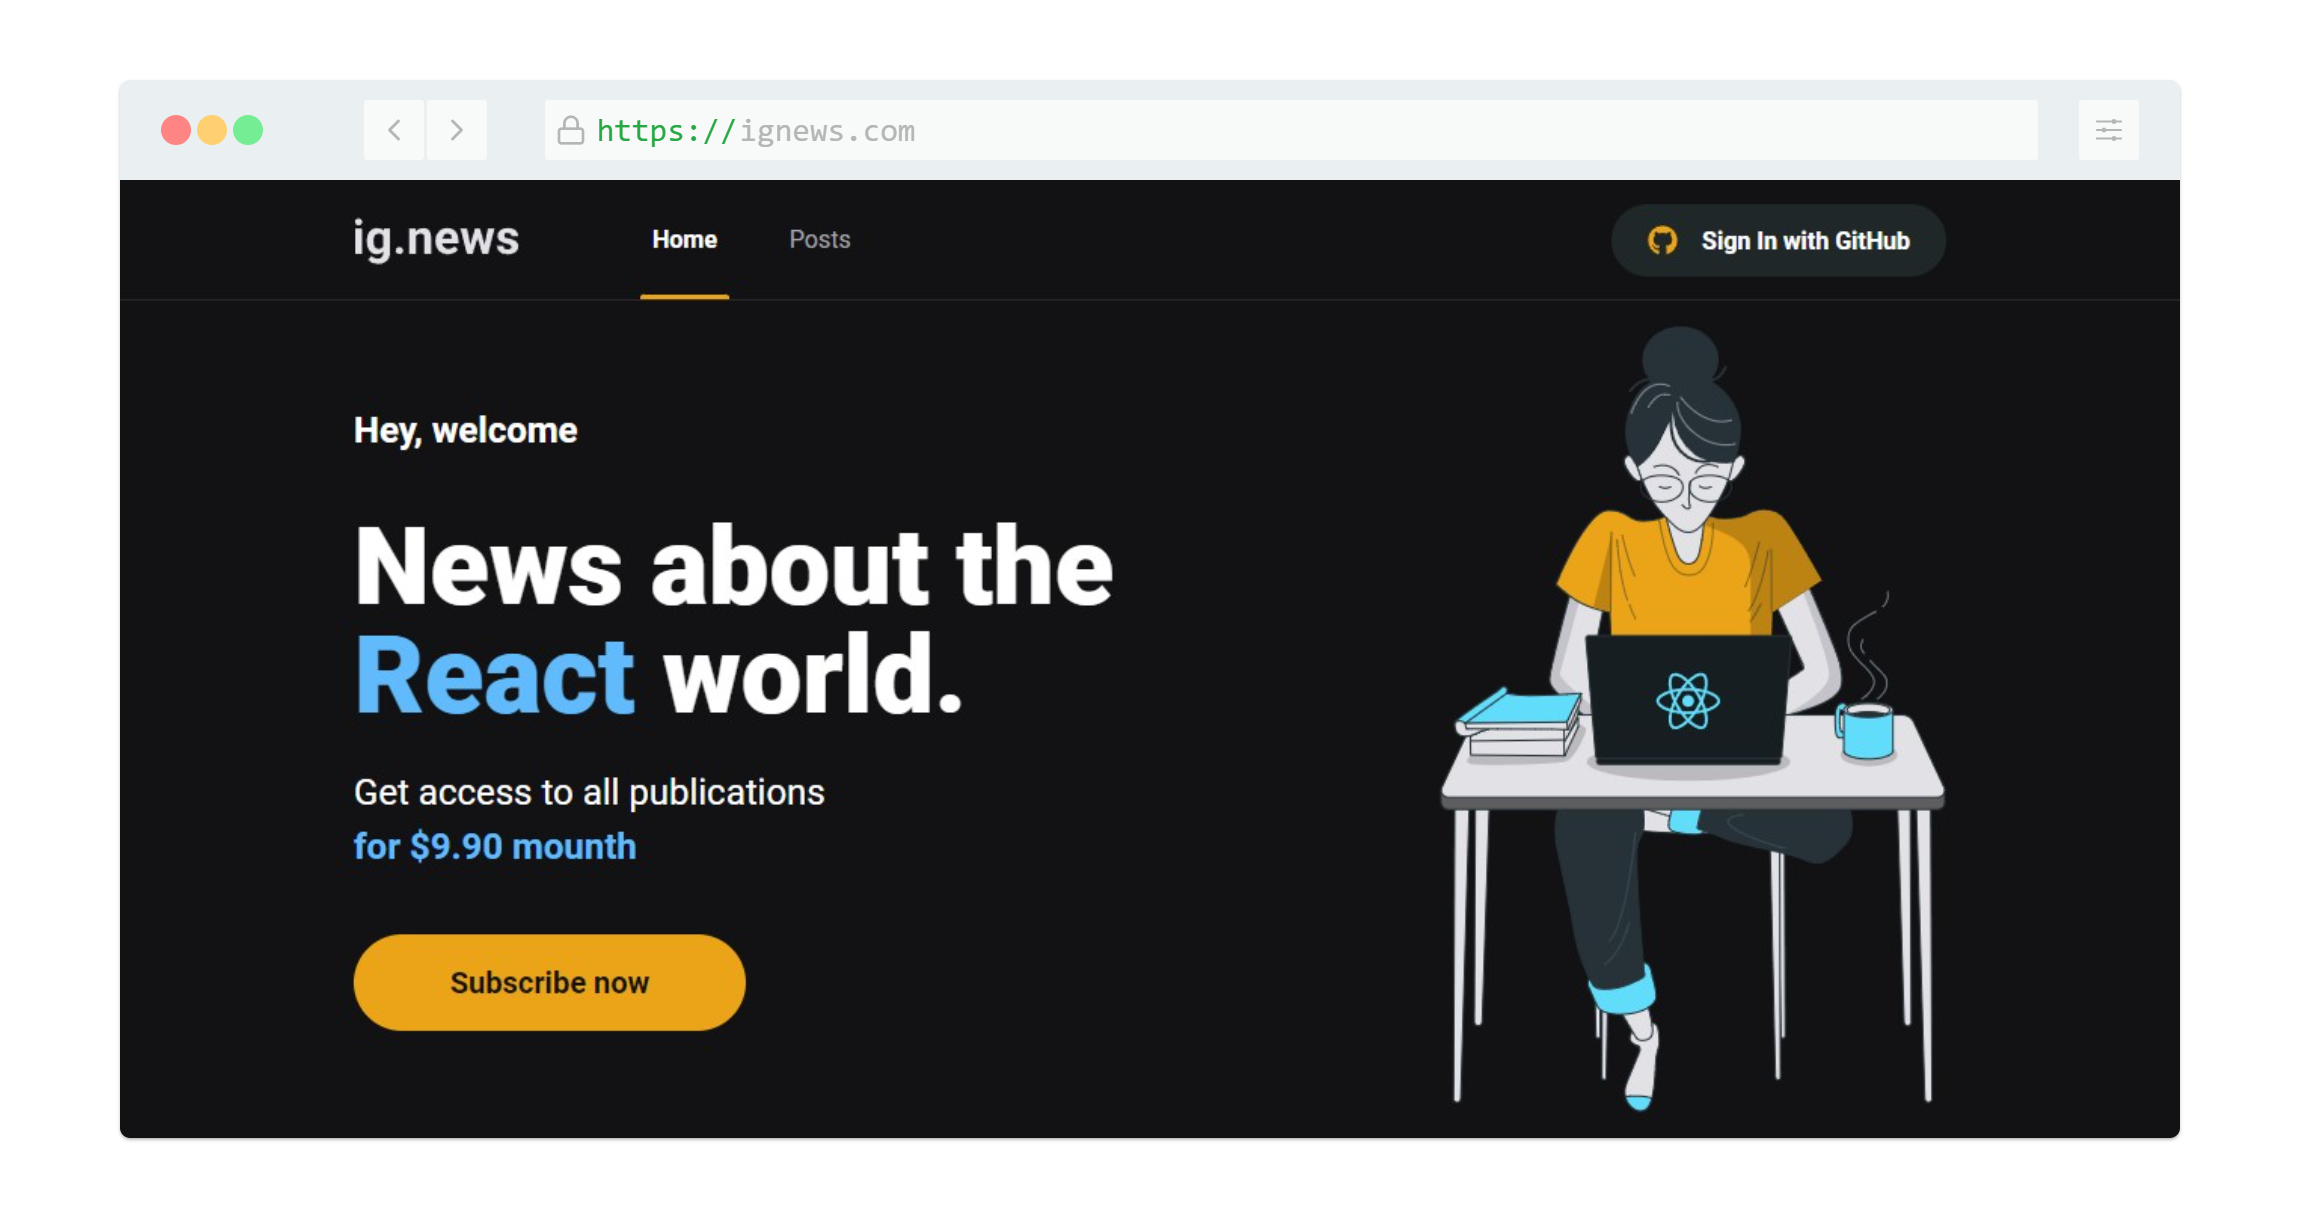 https://ignews.com
ig.news
Home
Posts
Sign In with GitHub
Hey, welcome
News about the
React world.
Get access to all publications
for $9.90 mounth
Subscribe now